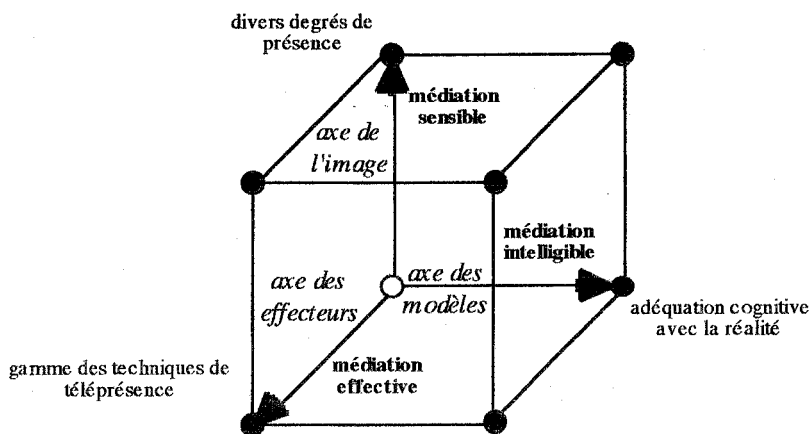 divers degrés de
présence
médiation
sensible
axe de
l'image
médiation
intelligible
axe des
effecteurs
axe des
modèles
adéquation cognitive
avec la réalité
gamme des techniques de
téléprésence
médiation
effective